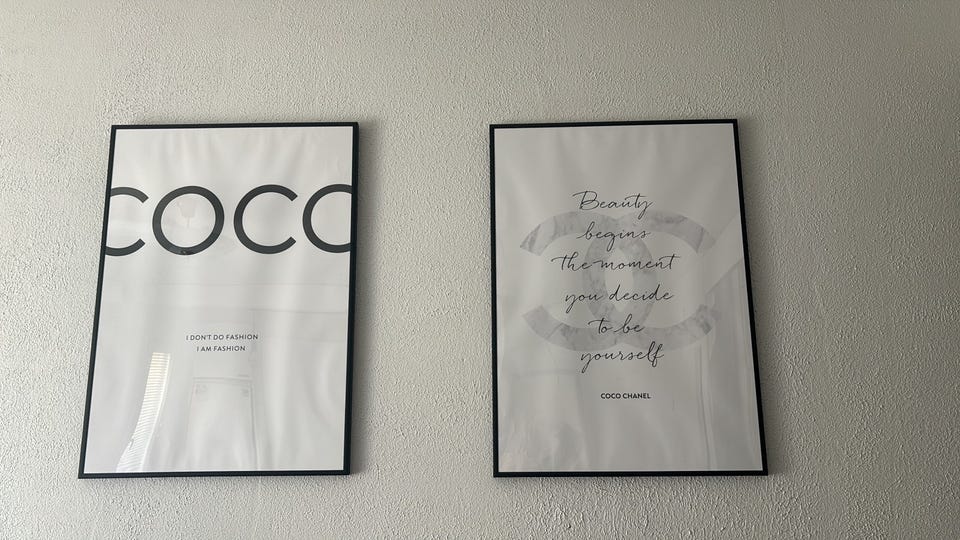 COCO
I DON'T DO FASHION
I AM FASHION
Beauty
begins
the moment
you decide
to be
yourself
COCO CHANEL